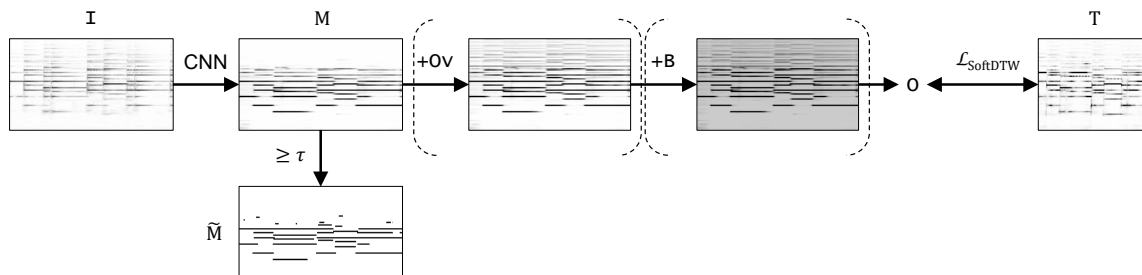 I M T
CNN +Ov +B O ℒSoftDTW
≥ τ
M̃